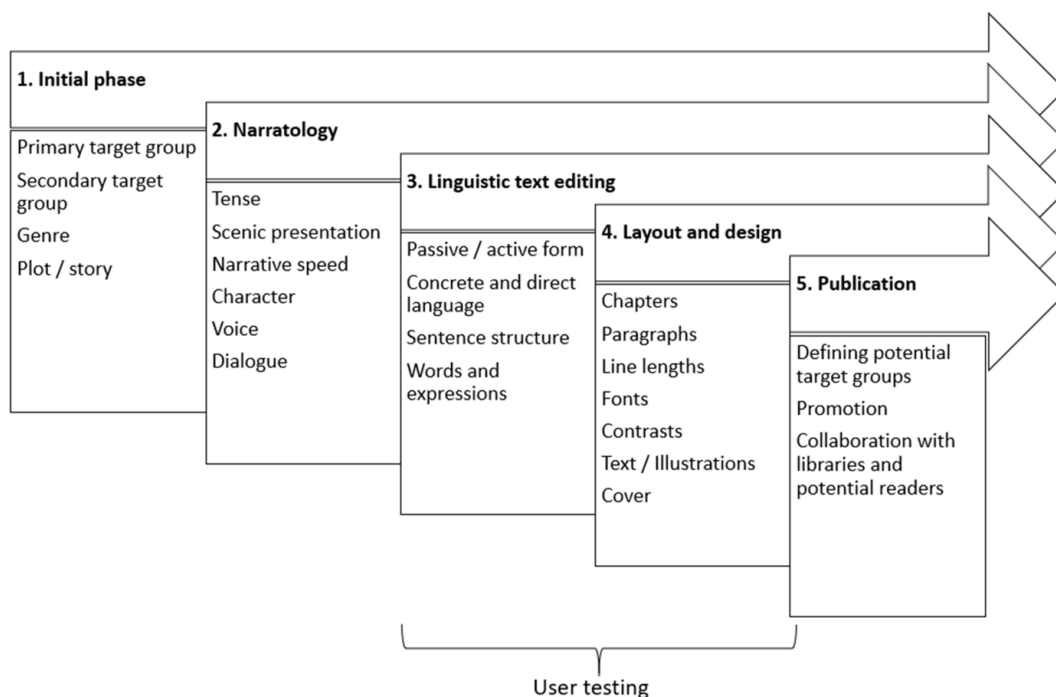 1. Initial phase
Primary target group
Secondary target
group
Genre
Plot / story
2. Narratology
Tense
Scenic presentation
Narrative speed
Character
Voice
Dialogue
3. Linguistic text editing
Passive / active form
Concrete and direct
language
Sentence structure
Words and
expressions
4. Layout and design
Chapters
Paragraphs
Line lengths
Fonts
Contrasts
Text / Illustrations
Cover
5. Publication
Defining potential
target groups
Promotion
Collaboration with
libraries and
potential readers
User testing